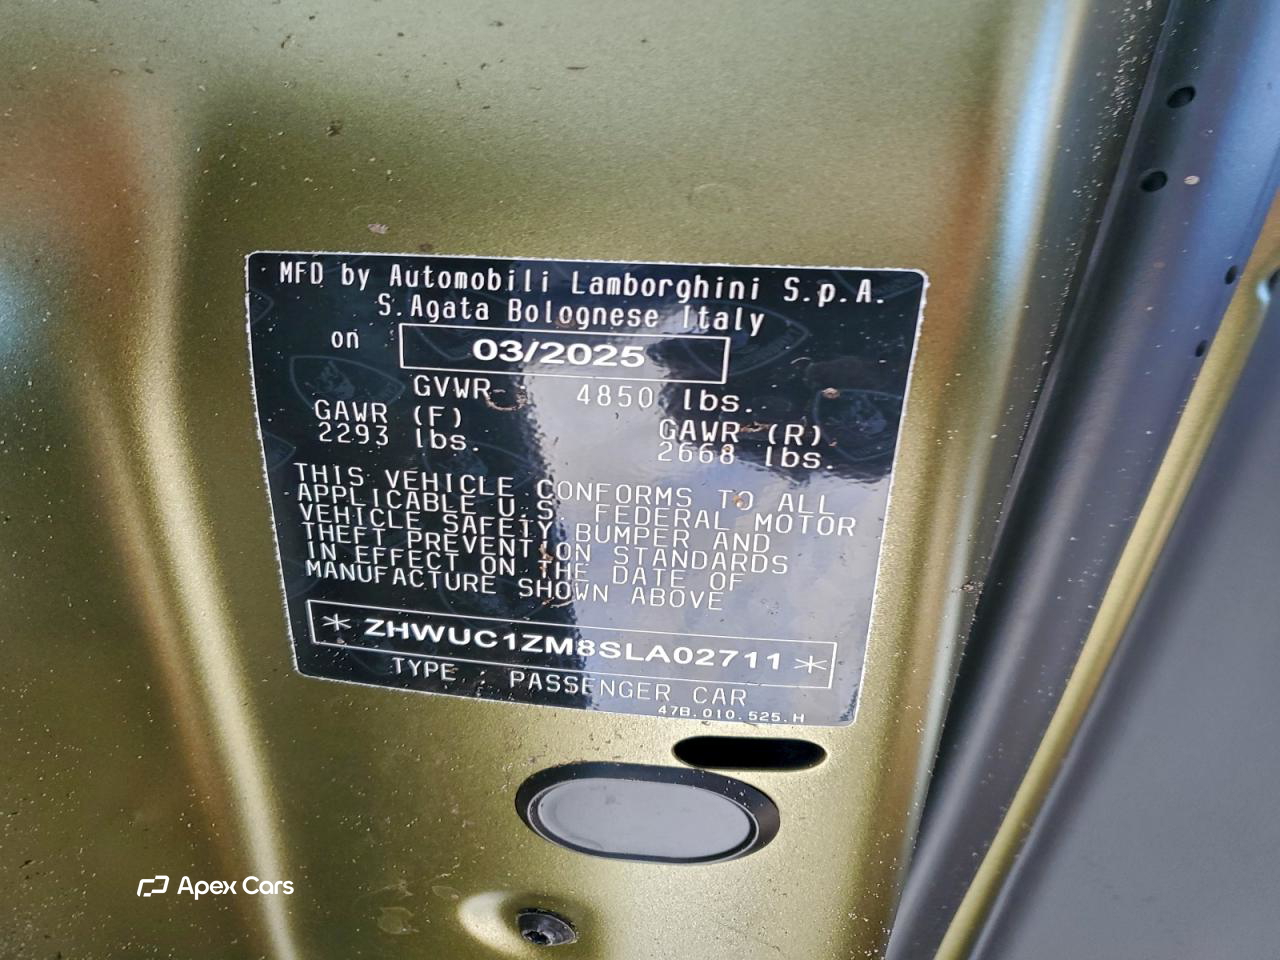 MFD by Automobili Lamborghini S.p.A.
S.Agata Bolognese Italy
on 03/2025
GVWR : 4850 lbs.
GAWR (F) GAWR (R)
2293 lbs. 2668 lbs.
THIS VEHICLE CONFORMS TO ALL
APPLICABLE U.S. FEDERAL MOTOR
VEHICLE SAFETY BUMPER AND
THEFT PREVENTION STANDARDS
IN EFFECT ON THE DATE OF
MANUFACTURE SHOWN ABOVE
* ZHWUC1ZM8SLA02711 *
TYPE : PASSENGER CAR
47B.010.525.H
Apex Cars